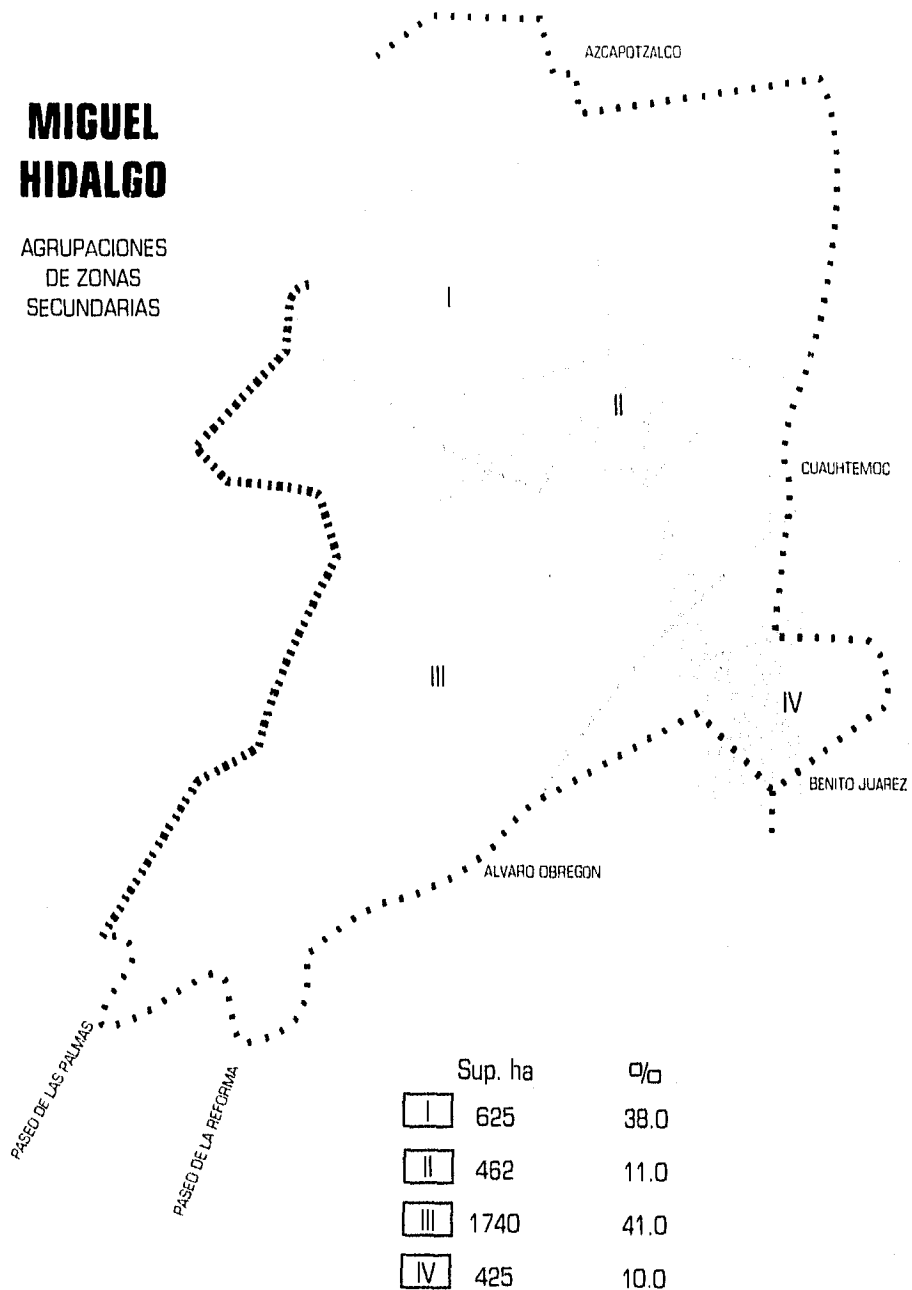 MIGUEL
HIDALGO
AGRUPACIONES
DE ZONAS
SECUNDARIAS
AZCAPOTZALCO
I
II
CUAUHTEMOC
III
IV
BENITO JUAREZ
ALVARO OBREGON
PASEO DE LAS PALMAS
PASEO DE LA REFORMA
Sup. ha %
I 625 38.0
II 462 11.0
III 1740 41.0
IV 425 10.0